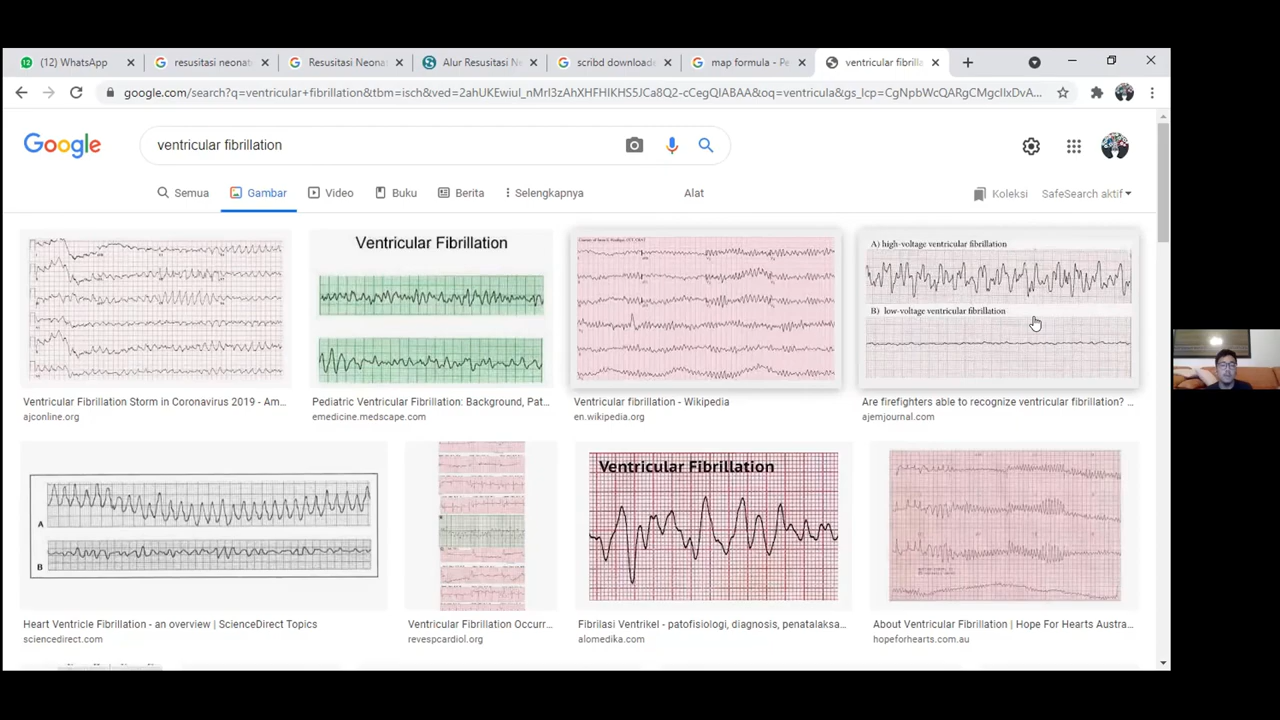 (12) WhatsApp
resusitasi neonat
Resusitasi Neona
Alur Resusitasi N
scribd downloade
map formula - Pe
ventricular fibrilla
google.com/search?q=ventricular+fibrillation&tbm=isch&ved=2ahUKEwiul_nMrI3zAhXHFHIKHS5JCa8Q2-cCegQIABAA&oq=ventricula&gs_lcp=CgNpbWcQARgCMgcIIxDvA...
Google
ventricular fibrillation
Semua
Gambar
Video
Buku
Berita
Selengkapnya
Alat
Koleksi
SafeSearch aktif
Ventricular Fibrillation
A) high-voltage ventricular fibrillation
B) low-voltage ventricular fibrillation
Ventricular Fibrillation Storm in Coronavirus 2019 - Am...
ajconline.org
Pediatric Ventricular Fibrillation: Background, Pat...
emedicine.medscape.com
Ventricular fibrillation - Wikipedia
en.wikipedia.org
Are firefighters able to recognize ventricular fibrillation? ...
ajemjournal.com
A
B
Ventricular Fibrillation
Heart Ventricle Fibrillation - an overview | ScienceDirect Topics
sciencedirect.com
Ventricular Fibrillation Occurr...
revespcardiol.org
Fibrilasi Ventrikel - patofisiologi, diagnosis, penatalaksa...
alomedika.com
About Ventricular Fibrillation | Hope For Hearts Austra...
hopeforhearts.com.au